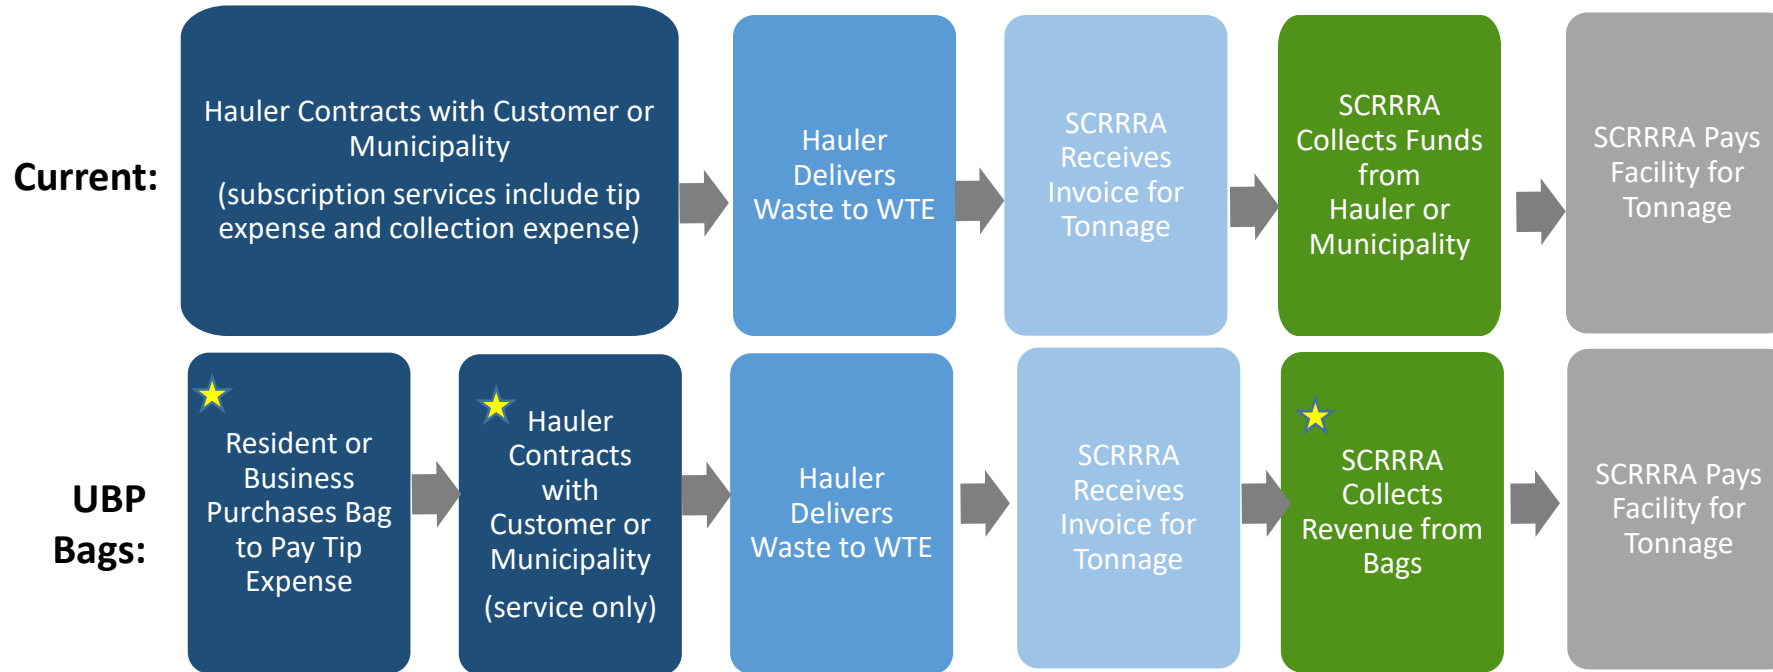 Current:
Hauler Contracts with Customer or
Municipality
(subscription services include tip
expense and collection expense)
Hauler
Delivers
Waste to WTE
SCRRRA
Receives
Invoice for
Tonnage
SCRRRA
Collects Funds
from
Hauler or
Municipality
SCRRRA Pays
Facility for
Tonnage
UBP
Bags:
Resident or
Business
Purchases Bag
to Pay Tip
Expense
Hauler
Contracts
with
Customer or
Municipality
(service only)
Hauler
Delivers
Waste to WTE
SCRRRA
Receives
Invoice for
Tonnage
SCRRRA
Collects
Revenue from
Bags
SCRRRA Pays
Facility for
Tonnage